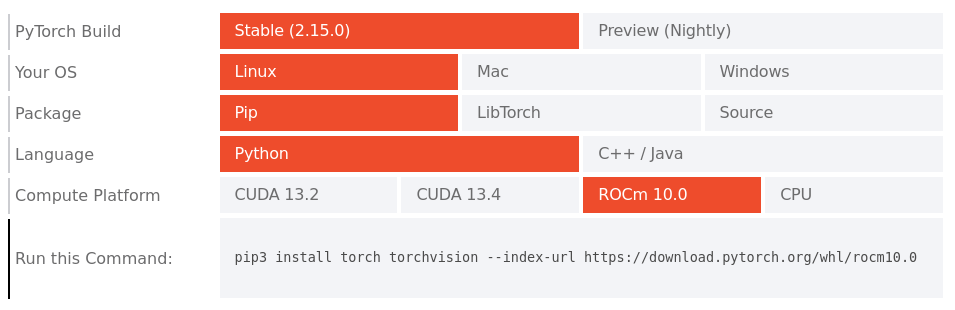 PyTorch Build Stable (2.15.0) Preview (Nightly)
Your OS Linux Mac Windows
Package Pip LibTorch Source
Language Python C++ / Java
Compute Platform CUDA 13.2 CUDA 13.4 ROCm 10.0 CPU
Run this Command: pip3 install torch torchvision --index-url https://download.pytorch.org/whl/rocm10.0